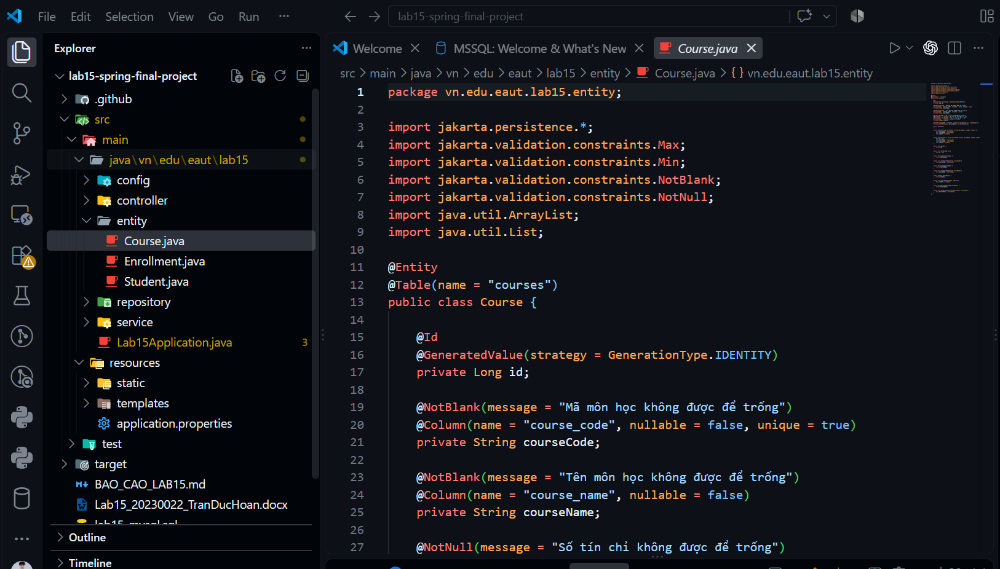 File Edit Selection View Go Run ···
lab15-spring-final-project
Explorer
Welcome
MSSQL: Welcome & What's New
Course.java
lab15-spring-final-project
src > main > java > vn > edu > eaut > lab15 > entity > Course.java > {} vn.edu.eaut.lab15.entity
.github
src
main
java\vn\edu\eaut\lab15
config
controller
entity
Course.java
Enrollment.java
Student.java
repository
service
Lab15Application.java 3
resources
static
templates
application.properties
test
target
BAO_CAO_LAB15.md
Lab15_20230022_TranDucHoan.docx
lab15_mysql.sql
Outline
Timeline
1 package vn.edu.eaut.lab15.entity;
2
3 import jakarta.persistence.*;
4 import jakarta.validation.constraints.Max;
5 import jakarta.validation.constraints.Min;
6 import jakarta.validation.constraints.NotBlank;
7 import jakarta.validation.constraints.NotNull;
8 import java.util.ArrayList;
9 import java.util.List;
10
11 @Entity
12 @Table(name = "courses")
13 public class Course {
14
15 @Id
16 @GeneratedValue(strategy = GenerationType.IDENTITY)
17 private Long id;
18
19 @NotBlank(message = "Mã môn học không được để trống")
20 @Column(name = "course_code", nullable = false, unique = true)
21 private String courseCode;
22
23 @NotBlank(message = "Tên môn học không được để trống")
24 @Column(name = "course_name", nullable = false)
25 private String courseName;
26
27 @NotNull(message = "Số tín chỉ không được để trống")